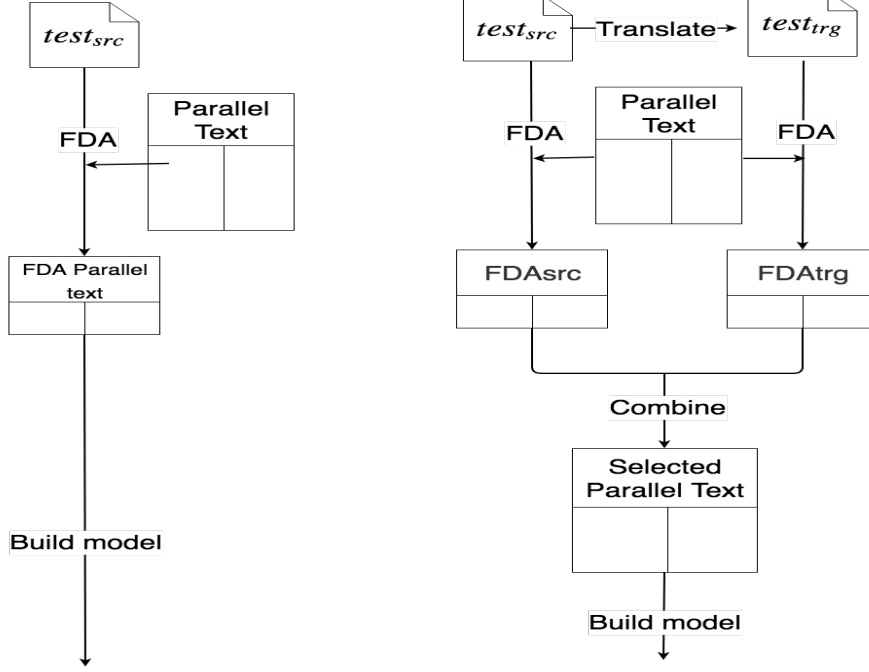 test_src
FDA
Parallel
Text
FDA Parallel
text
Build model
test_src
Translate
test_trg
FDA
Parallel
Text
FDA
FDAsrc
FDAtrg
Combine
Selected
Parallel Text
Build model